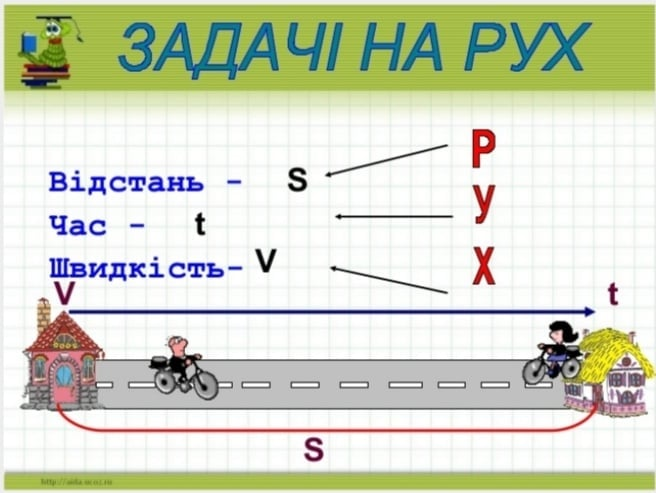 ЗАДАЧІ НА РУХ
Відстань - S
Час - t
Швидкість- V
Р
У
Х
V
t
S
http://aida.ucoz.ru